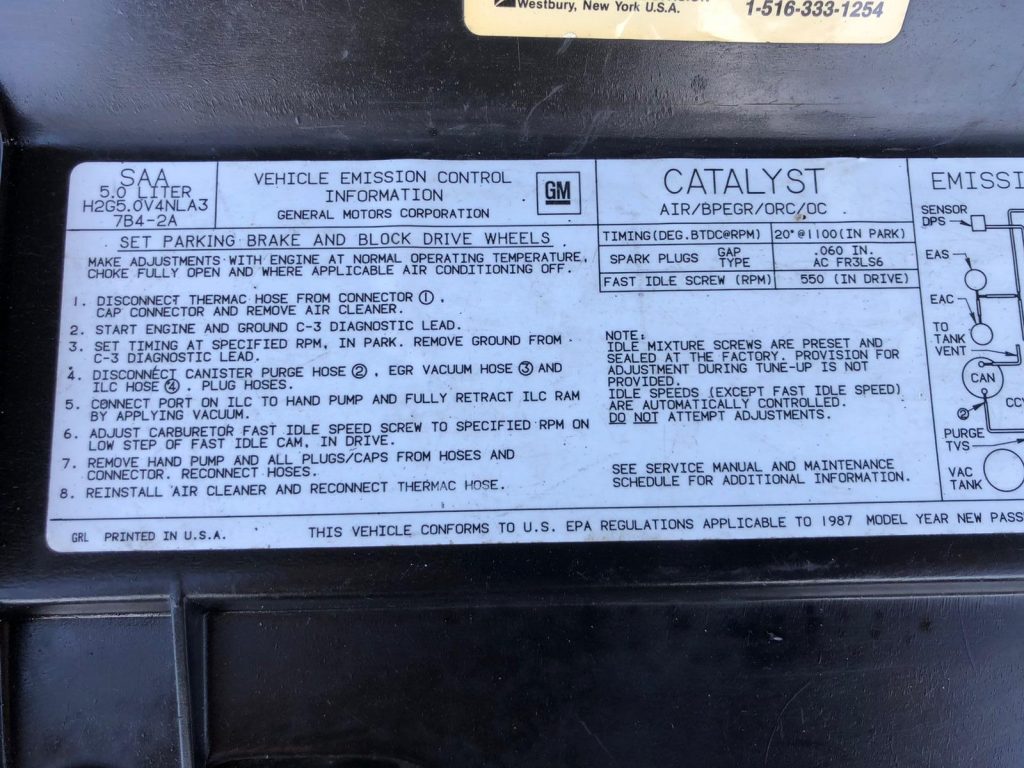 Westbury, New York U.S.A.
1-516-333-1254
SAA
5.0 LITER
H2G5.0V4NLA3
7B4-2A
VEHICLE EMISSION CONTROL
INFORMATION
GENERAL MOTORS CORPORATION
GM
CATALYST
AIR/BPEGR/ORC/OC
EMISSI
SET PARKING BRAKE AND BLOCK DRIVE WHEELS
MAKE ADJUSTMENTS WITH ENGINE AT NORMAL OPERATING TEMPERATURE,
CHOKE FULLY OPEN AND WHERE APPLICABLE AIR CONDITIONING OFF.
1. DISCONNECT THERMAC HOSE FROM CONNECTOR ①,
CAP CONNECTOR AND REMOVE AIR CLEANER.
2. START ENGINE AND GROUND C-3 DIAGNOSTIC LEAD.
3. SET TIMING AT SPECIFIED RPM, IN PARK. REMOVE GROUND FROM
C-3 DIAGNOSTIC LEAD.
4. DISCONNECT CANISTER PURGE HOSE ②, EGR VACUUM HOSE ③ AND
ILC HOSE ④. PLUG HOSES.
5. CONNECT PORT ON ILC TO HAND PUMP AND FULLY RETRACT ILC RAM
BY APPLYING VACUUM.
6. ADJUST CARBURETOR FAST IDLE SPEED SCREW TO SPECIFIED RPM ON
LOW STEP OF FAST IDLE CAM, IN DRIVE.
7. REMOVE HAND PUMP AND ALL PLUGS/CAPS FROM HOSES AND
CONNECTOR. RECONNECT HOSES.
8. REINSTALL AIR CLEANER AND RECONNECT THERMAC HOSE.
TIMING(DEG.BTDC@RPM) 20°@1100(IN PARK)
SPARK PLUGS GAP .060 IN.
TYPE AC FR3LS6
FAST IDLE SCREW (RPM) 550 (IN DRIVE)
NOTE:
IDLE MIXTURE SCREWS ARE PRESET AND
SEALED AT THE FACTORY. PROVISION FOR
ADJUSTMENT DURING TUNE-UP IS NOT
PROVIDED.
IDLE SPEEDS (EXCEPT FAST IDLE SPEED)
ARE AUTOMATICALLY CONTROLLED.
DO NOT ATTEMPT ADJUSTMENTS.
SEE SERVICE MANUAL AND MAINTENANCE
SCHEDULE FOR ADDITIONAL INFORMATION.
SENSOR
DPS
EAS
EAC
TO
TANK
VENT
CAN
CC
②
PURGE
TVS
VAC
TANK
GRL PRINTED IN U.S.A.
THIS VEHICLE CONFORMS TO U.S. EPA REGULATIONS APPLICABLE TO 1987 MODEL YEAR NEW PASS